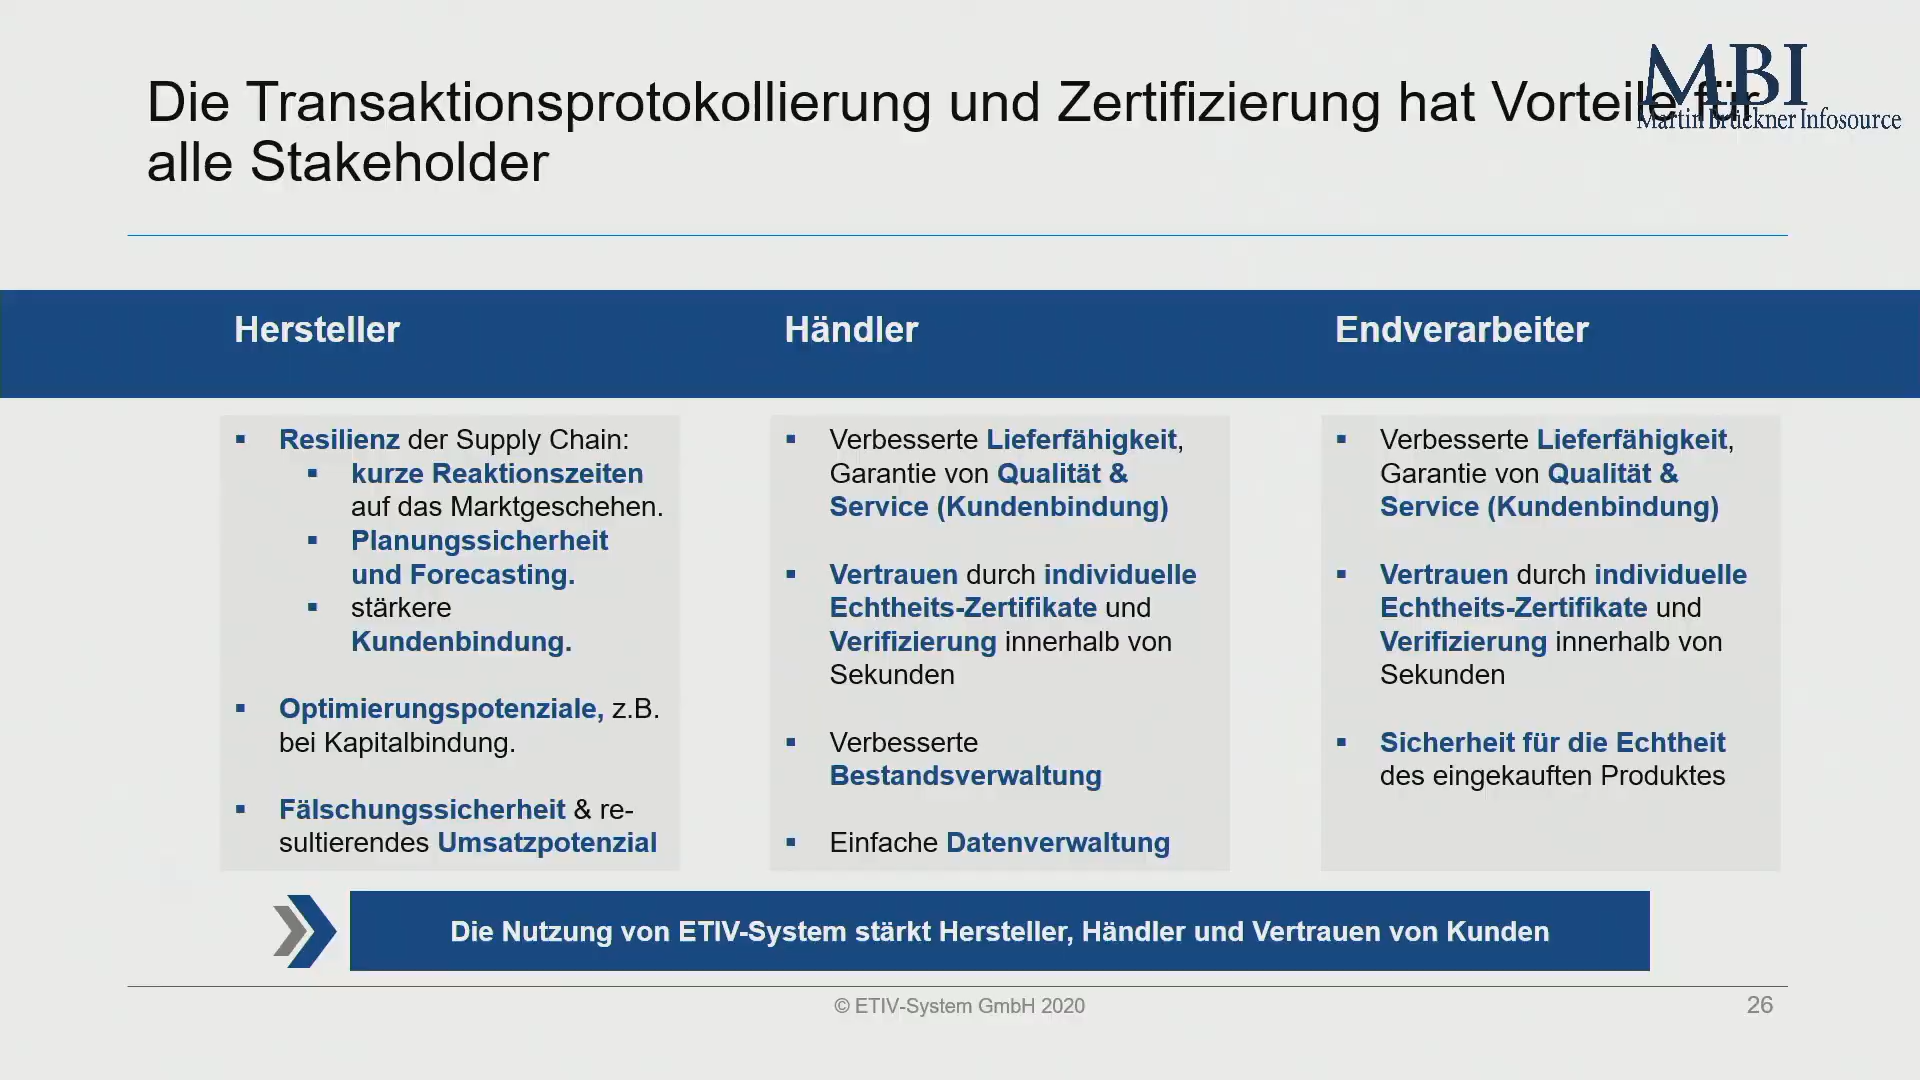 Die Transaktionsprotokollierung und Zertifizierung hat Vorteile für
alle Stakeholder
MBI
Martin Brückner Infosource
Hersteller
▪ Resilienz der Supply Chain:
▪ kurze Reaktionszeiten
auf das Marktgeschehen.
▪ Planungssicherheit
und Forecasting.
▪ stärkere
Kundenbindung.
▪ Optimierungspotenziale, z.B.
bei Kapitalbindung.
▪ Fälschungssicherheit & re-
sultierendes Umsatzpotenzial
Händler
▪ Verbesserte Lieferfähigkeit,
Garantie von Qualität &
Service (Kundenbindung)
▪ Vertrauen durch individuelle
Echtheits-Zertifikate und
Verifizierung innerhalb von
Sekunden
▪ Verbesserte
Bestandsverwaltung
▪ Einfache Datenverwaltung
Endverarbeiter
▪ Verbesserte Lieferfähigkeit,
Garantie von Qualität &
Service (Kundenbindung)
▪ Vertrauen durch individuelle
Echtheits-Zertifikate und
Verifizierung innerhalb von
Sekunden
▪ Sicherheit für die Echtheit
des eingekauften Produktes
Die Nutzung von ETIV-System stärkt Hersteller, Händler und Vertrauen von Kunden
© ETIV-System GmbH 2020
26